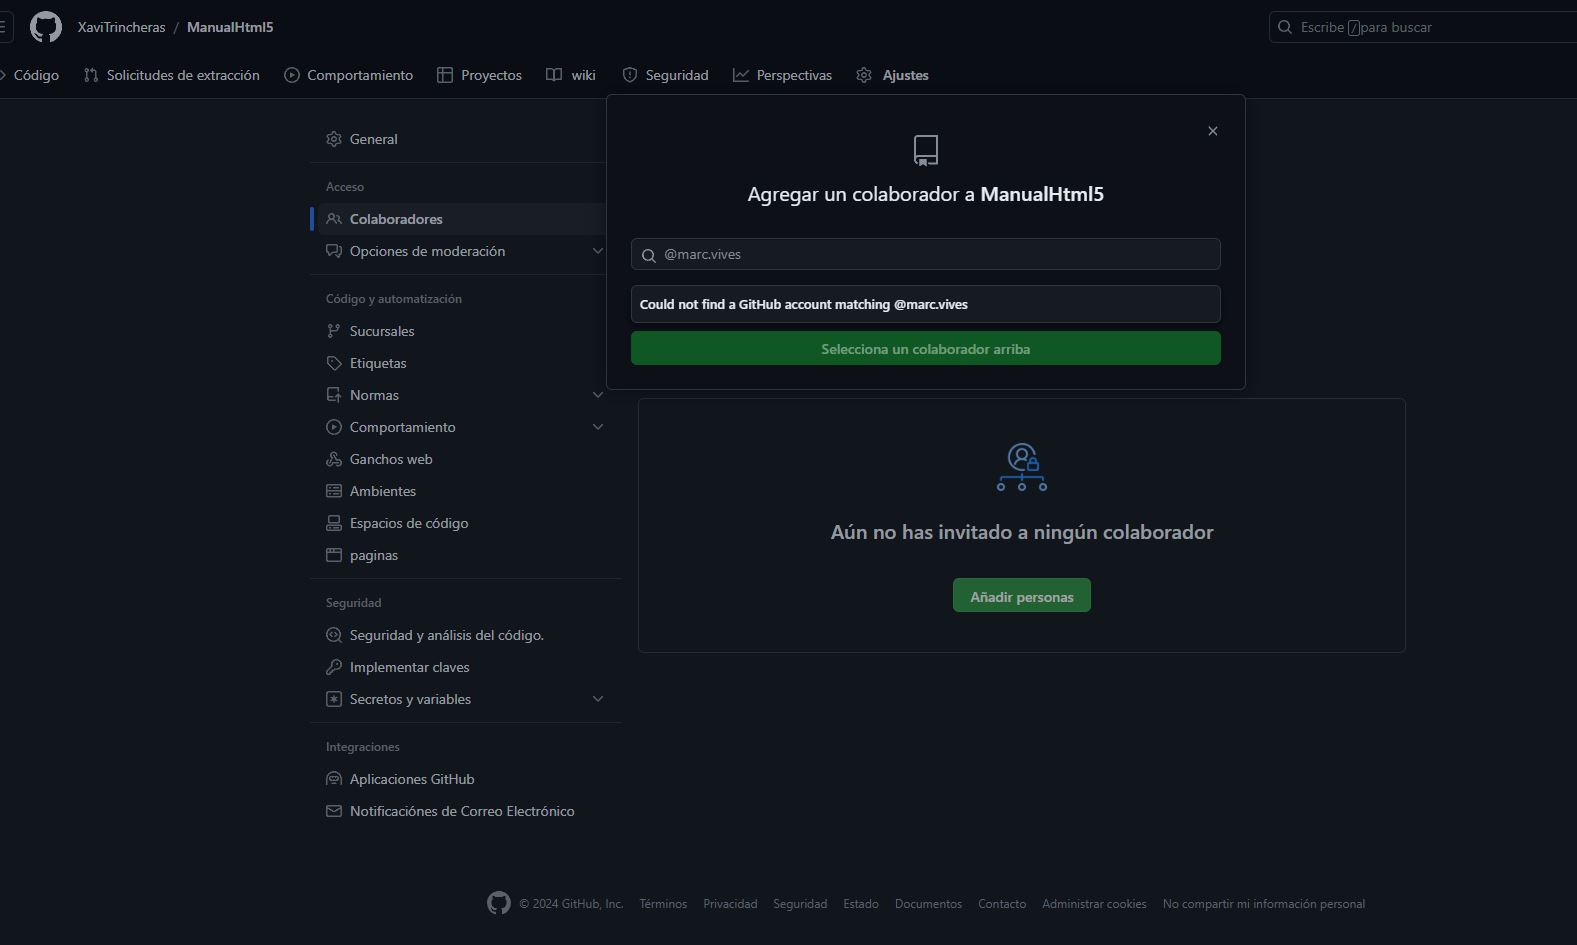 XaviTrincheras / ManualHtml5
Escribe / para buscar
Código
Solicitudes de extracción
Comportamiento
Proyectos
wiki
Seguridad
Perspectivas
Ajustes
General
Acceso
Colaboradores
Opciones de moderación
Código y automatización
Sucursales
Etiquetas
Normas
Comportamiento
Ganchos web
Ambientes
Espacios de código
paginas
Seguridad
Seguridad y análisis del código.
Implementar claves
Secretos y variables
Integraciones
Aplicaciones GitHub
Notificaciónes de Correo Electrónico
Agregar un colaborador a ManualHtml5
@marc.vives
Could not find a GitHub account matching @marc.vives
Selecciona un colaborador arriba
Aún no has invitado a ningún colaborador
Añadir personas
© 2024 GitHub, Inc. Términos Privacidad Seguridad Estado Documentos Contacto Administrar cookies No compartir mi información personal